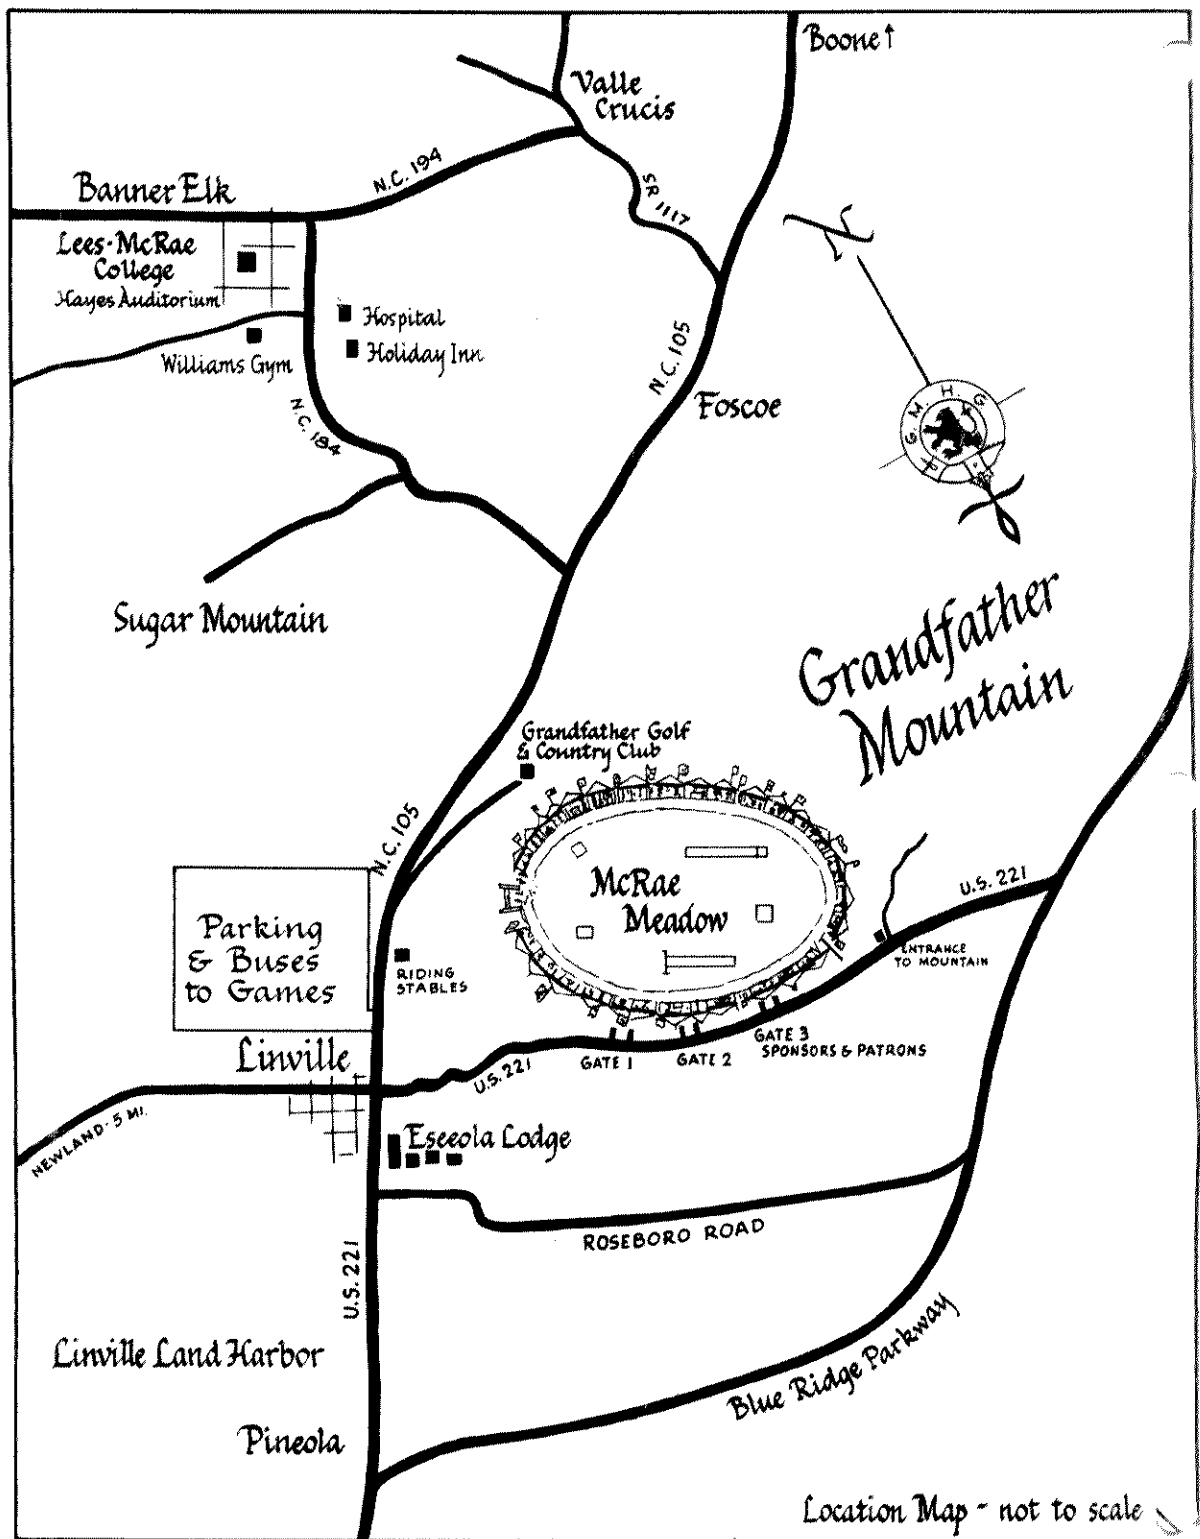 Boone↑
Valle
Crucis
N.C. 194
Banner Elk
SR 1117
Lees-McRae
College
Hayes Auditorium
Hospital
Holiday Inn
Williams Gym
N.C. 105
Foscoe
N.C. 184
N
G. M. H. G
Sugar Mountain
Grandfather
Mountain
Grandfather Golf
& Country Club
N.C. 105
McRae
Meadow
U.S. 221
Parking
& Buses
to Games
RIDING
STABLES
ENTRANCE
TO MOUNTAIN
Linville
U.S. 221
GATE 1
GATE 2
GATE 3
SPONSORS & PATRONS
NEWLAND-5 MI.
Eseeola Lodge
ROSEBORO ROAD
U.S. 221
Linville Land Harbor
Blue Ridge Parkway
Pineola
Location Map - not to scale